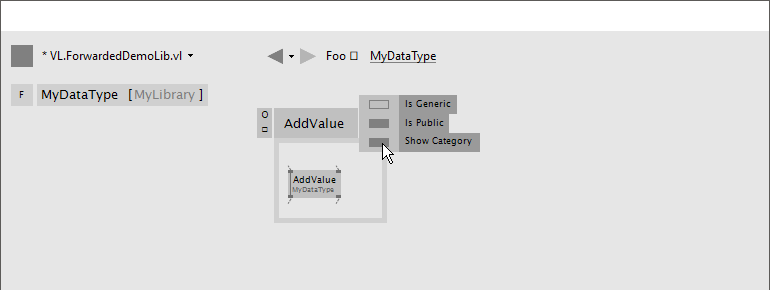 * VL.ForwardedDemoLib.vl
Foo □ MyDataType
F MyDataType [MyLibrary]
Is Generic
O AddValue
Is Public
Show Category
AddValue
MyDataType